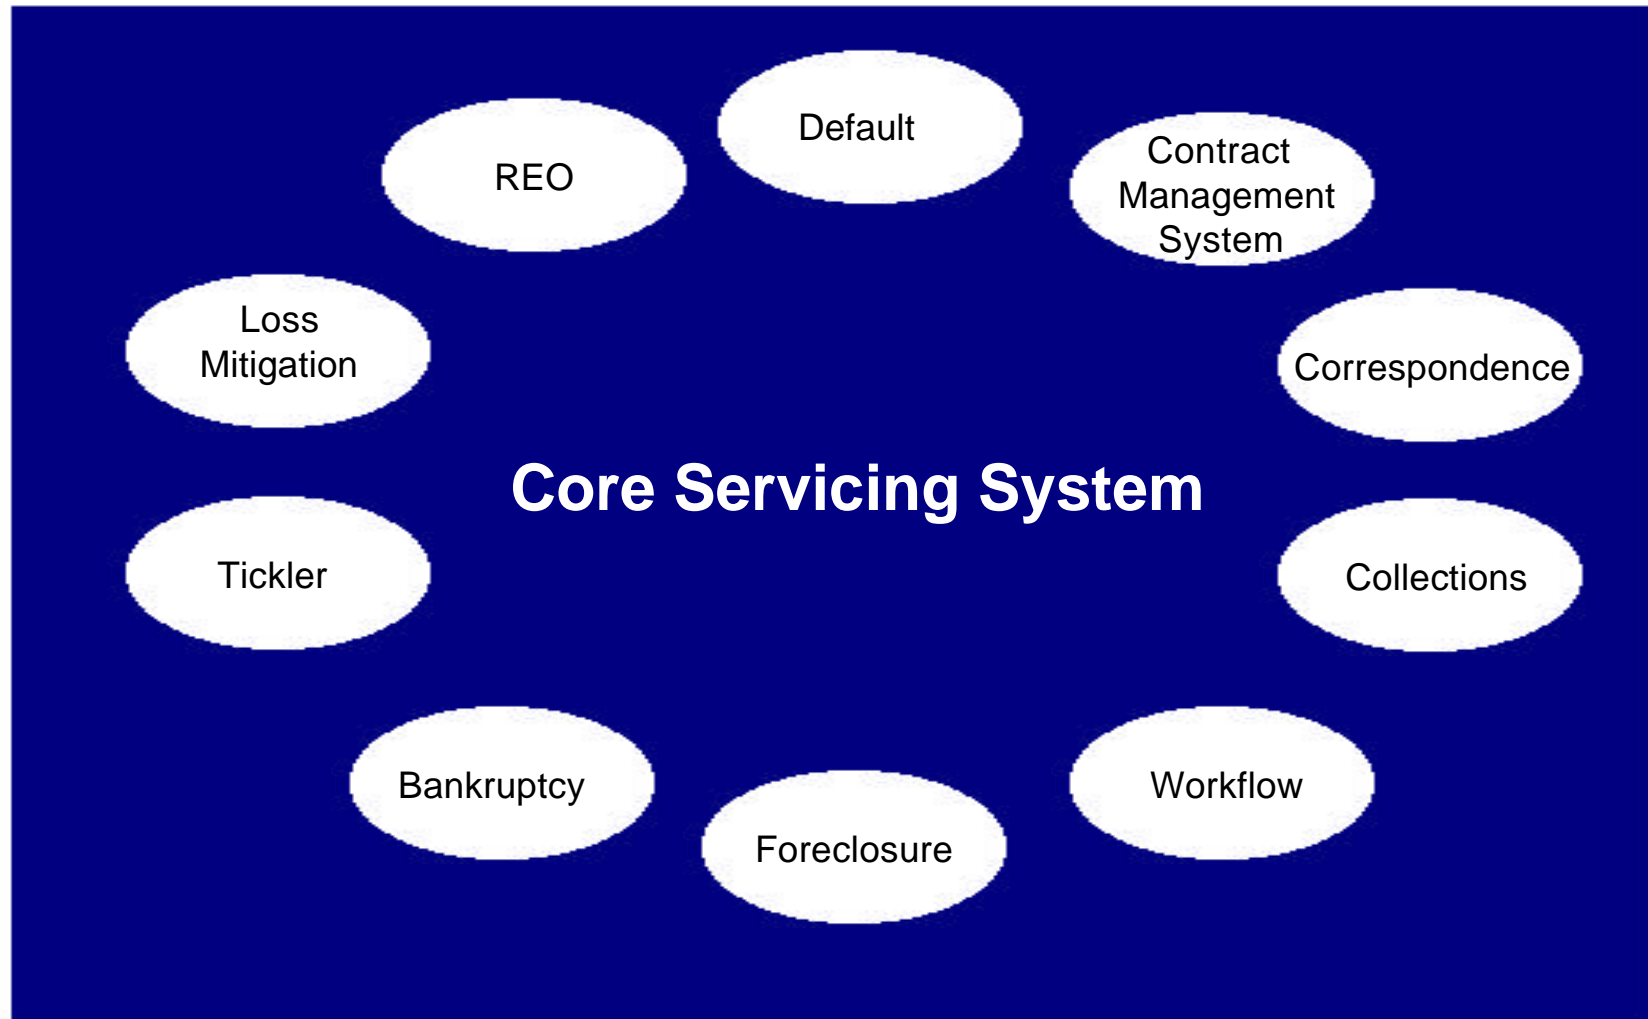 Default
REO
Contract
Management
System
Loss
Mitigation
Correspondence
Core Servicing System
Tickler
Collections
Bankruptcy
Workflow
Foreclosure